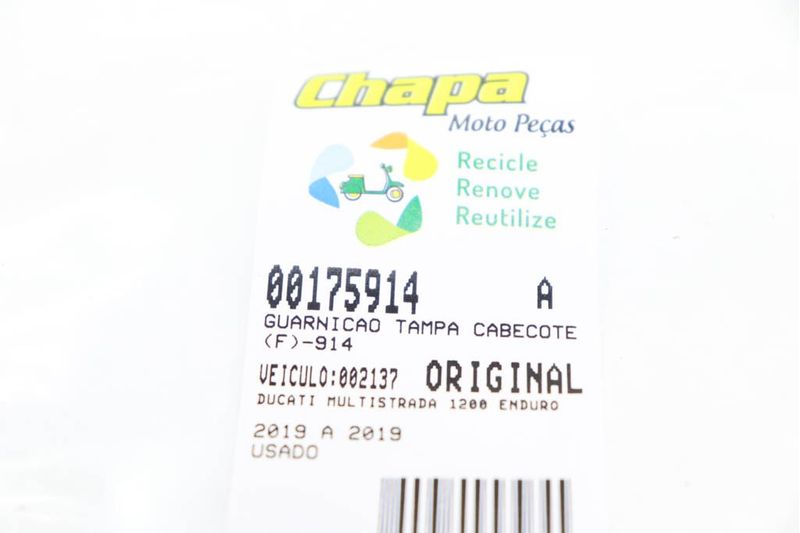 Chapa
Moto Peças
Recicle
Renove
Reutilize
00175914 A
GUARNICAO TAMPA CABECOTE
(F)-914
VEICULO:002137 ORIGINAL
DUCATI MULTISTRADA 1200 ENDURO
2019 A 2019
USADO